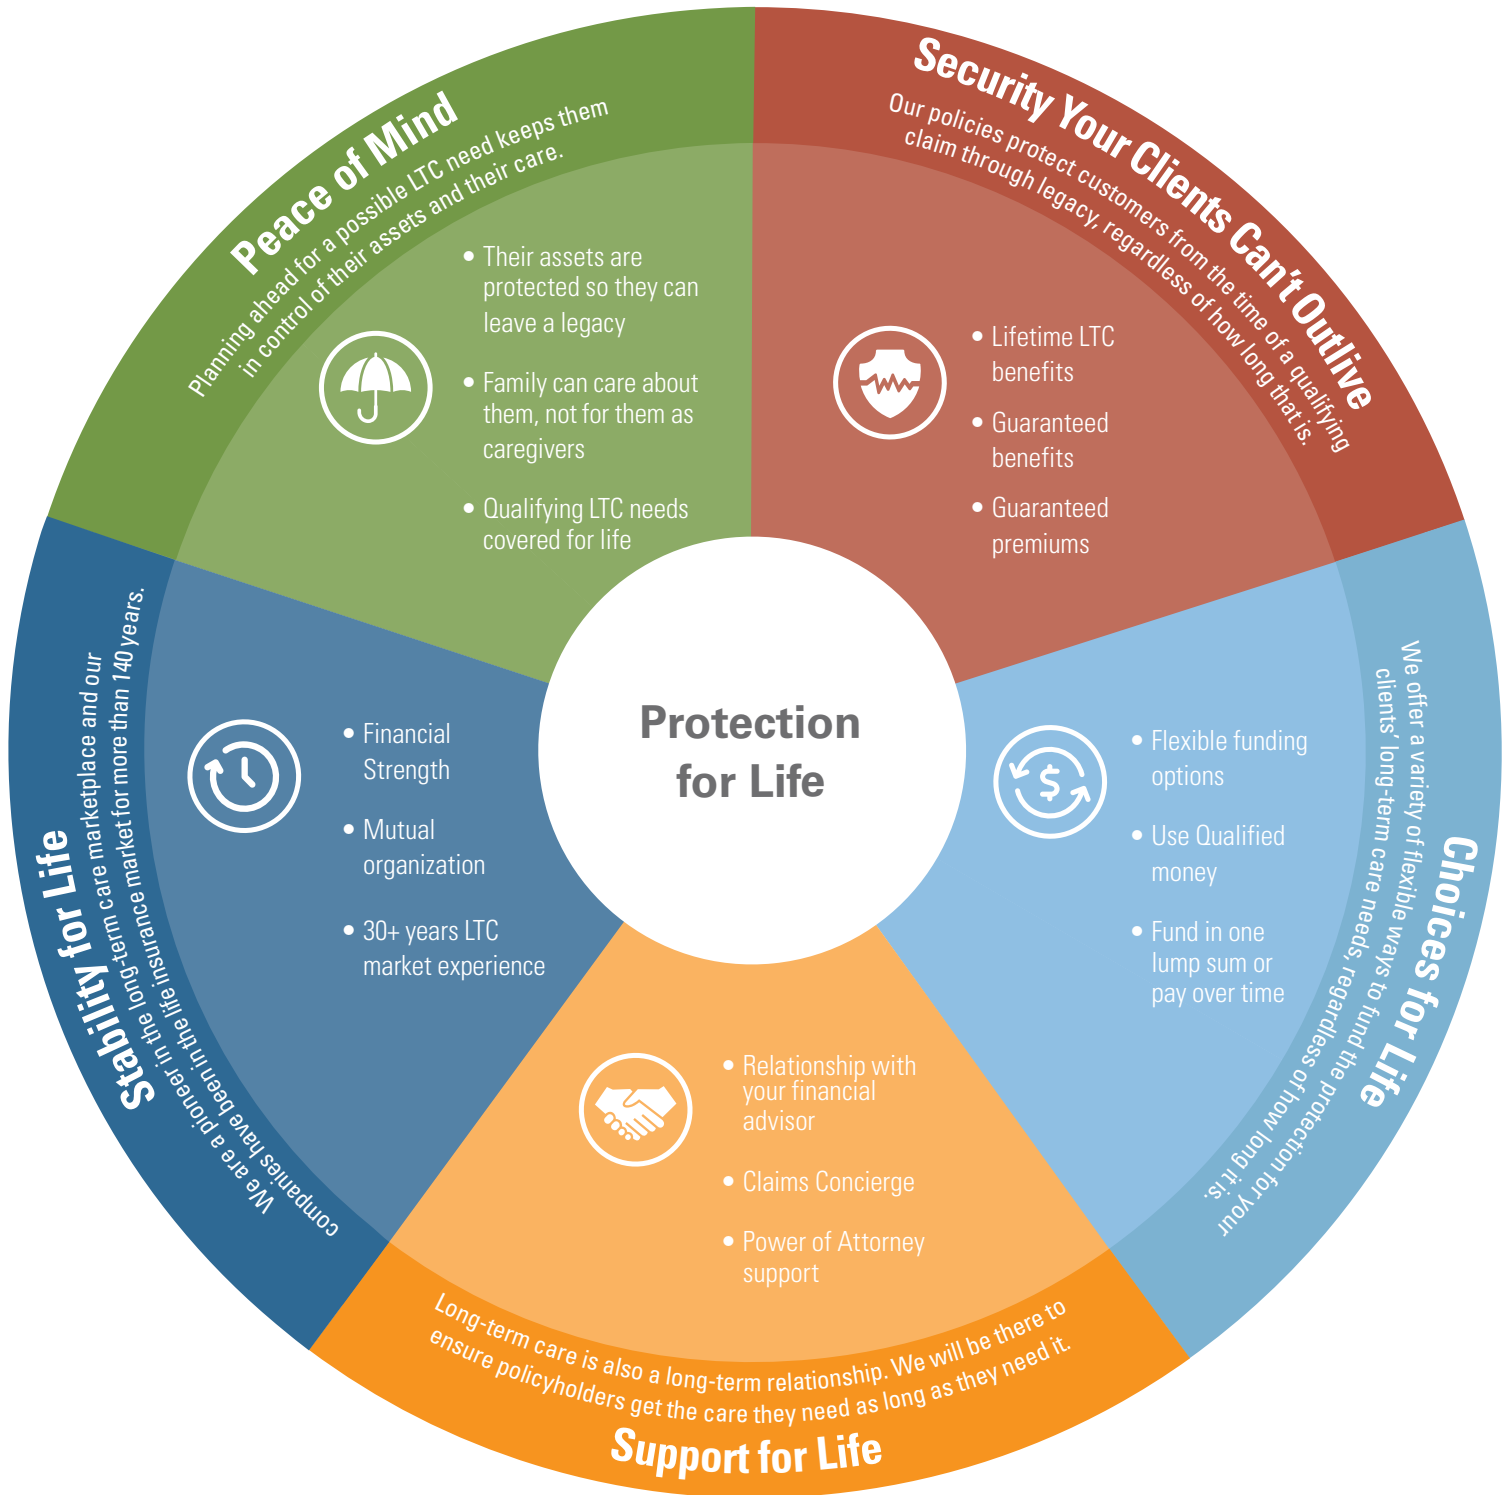 Protection
for Life
Peace of Mind
Planning ahead for a possible LTC need keeps them
in control of their assets and their care.
• Their assets are
protected so they can
leave a legacy
• Family can care about
them, not for them as
caregivers
• Qualifying LTC needs
covered for life
Security Your Clients Can't Outlive
Our policies protect customers from the time of a qualifying
claim through legacy, regardless of how long that is.
• Lifetime LTC
benefits
• Guaranteed
benefits
• Guaranteed
premiums
Choices for Life
We offer a variety of flexible ways to fund the protection for your
clients' long-term care needs, regardless of how long it is.
$
• Flexible funding
options
• Use Qualified
money
• Fund in one
lump sum or
pay over time
• Relationship with
your financial
advisor
• Claims Concierge
• Power of Attorney
support
Long-term care is also a long-term relationship. We will be there to
ensure policyholders get the care they need as long as they need it.
Support for Life
Stability for Life
We are a pioneer in the long-term care marketplace and our
companies have been in the life insurance market for more than 140 years.
• Financial
Strength
• Mutual
organization
• 30+ years LTC
market experience